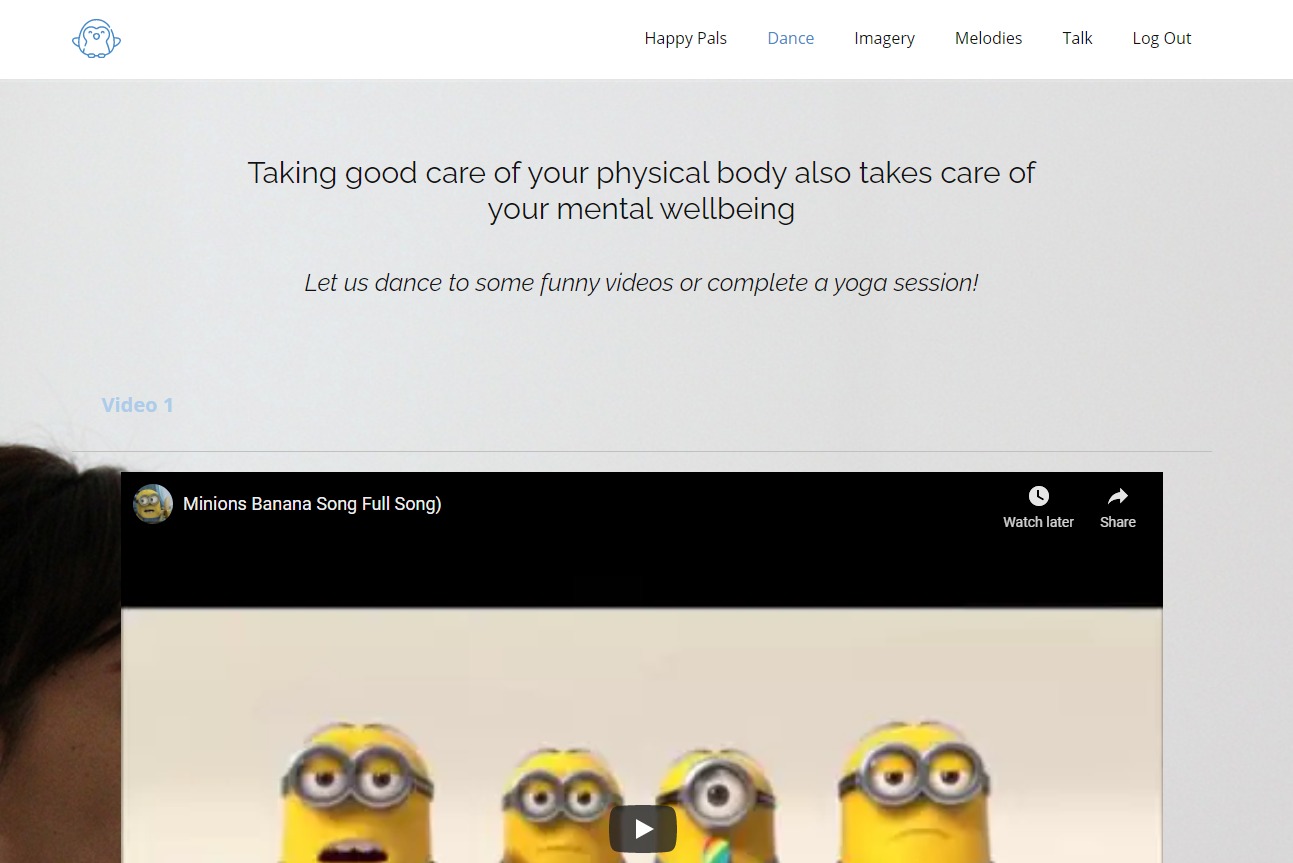 Happy Pals Dance Imagery Melodies Talk Log Out
Taking good care of your physical body also takes care of
your mental wellbeing
Let us dance to some funny videos or complete a yoga session!
Video 1
Minions Banana Song Full Song)
Watch later Share